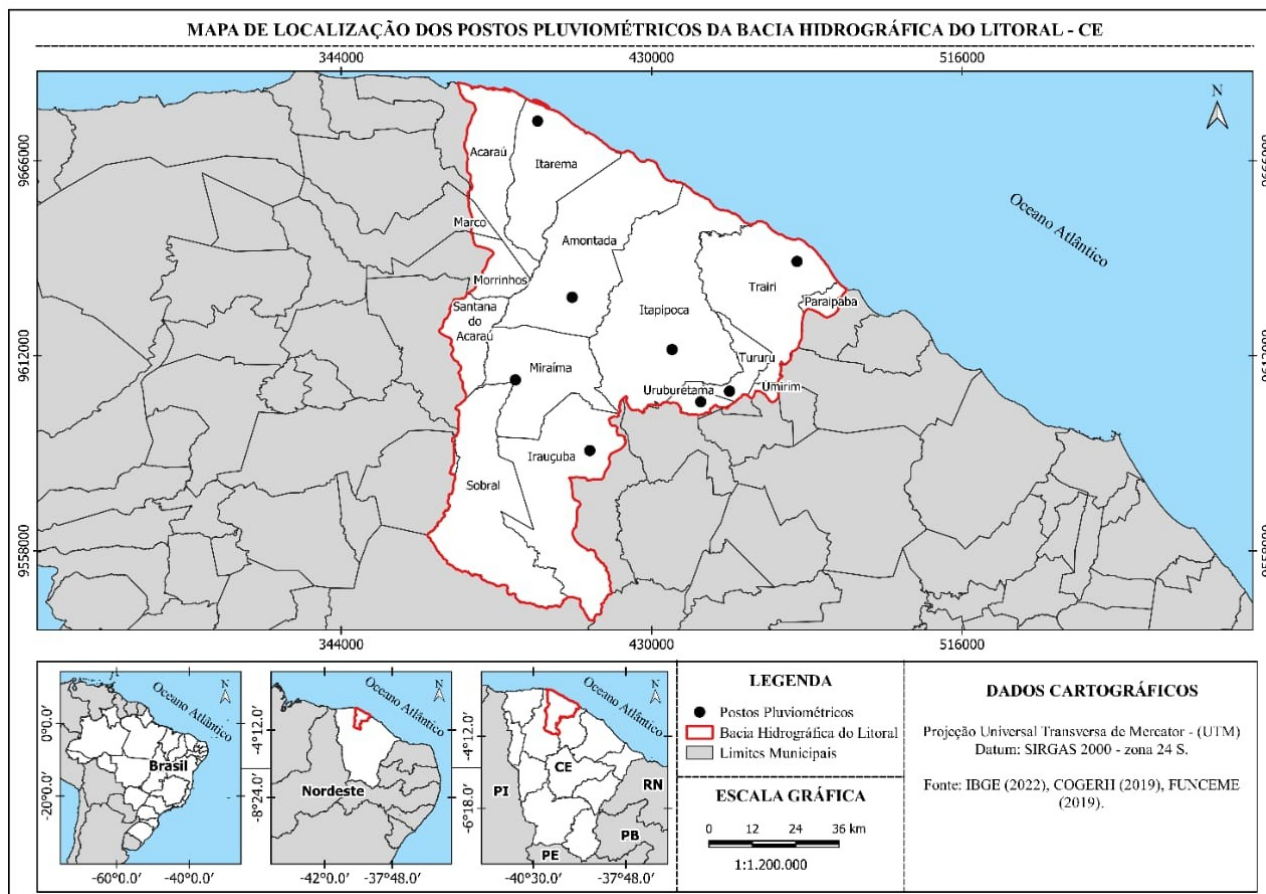 MAPA DE LOCALIZAÇÃO DOS POSTOS PLUVIOMÉTRICOS DA BACIA HIDROGRÁFICA DO LITORAL - CE
344000
430000
516000
N
9666000
9666000
Acaraú
Itarema
Oceano Atlântico
Marco
Amontada
Morrinhos
Trairi
Santana
do
Acaraú
Paraipaba
Itapipoca
9612000
9612000
Tururu
Miraíma
Uruburetama
Umirim
Irauçuba
Sobral
9558000
9558000
344000
430000
516000
Oceano Atlântico
N
0°0.0'
-20°0.0'
Brasil
-60°0.0'
-40°0.0'
Oceano Atlântico
N
-4°12.0'
-8°24.0'
Nordeste
-42°0.0'
-37°48.0'
Oceano Atlântico
N
-4°12.0'
-6°18.0'
CE
RN
PI
PB
PE
-40°30.0'
-37°48.0'
LEGENDA
Postos Pluviométricos
Bacia Hidrográfica do Litoral
Limites Municipais
ESCALA GRÁFICA
0 12 24 36 km
1:1.200.000
DADOS CARTOGRÁFICOS
Projeção Universal Transversa de Mercator - (UTM)
Datum: SIRGAS 2000 - zona 24 S.
Fonte: IBGE (2022), COGERH (2019), FUNCEME
(2019).